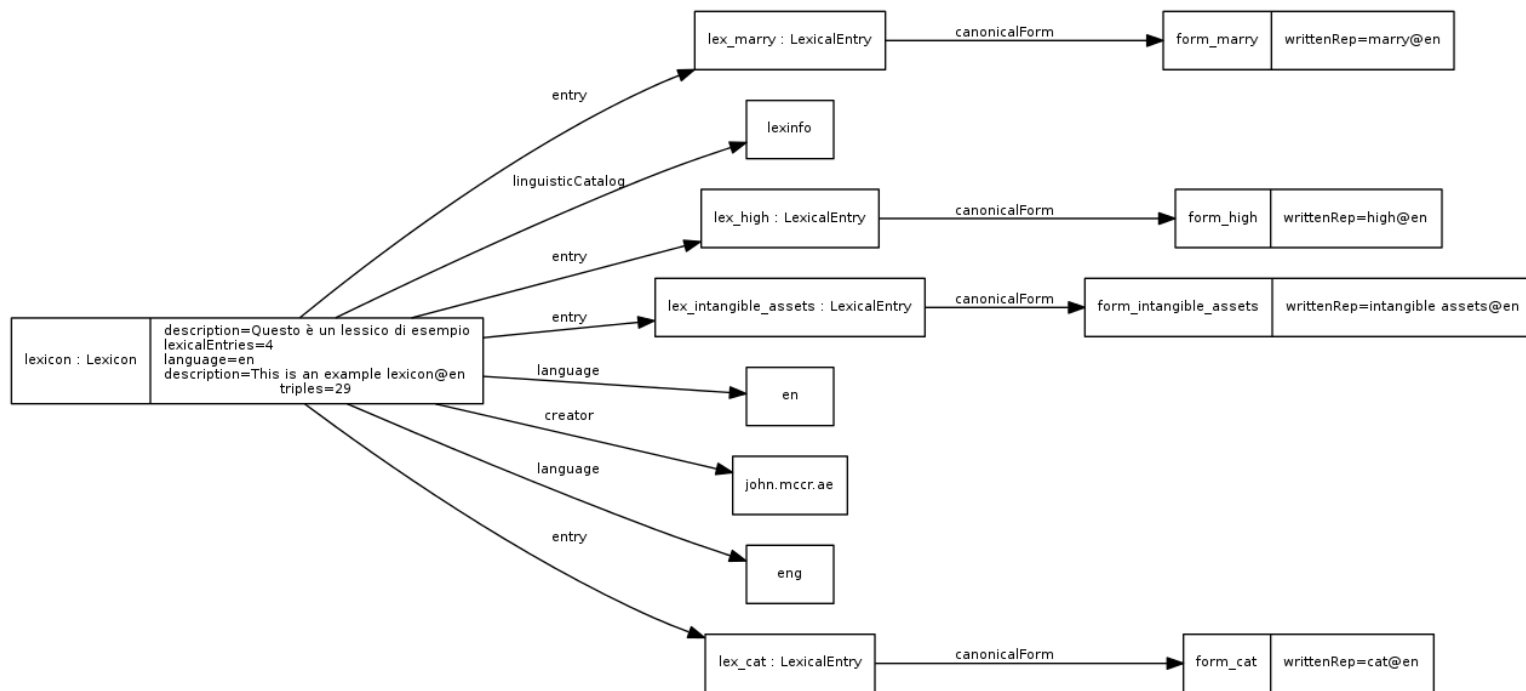 lex_marry : LexicalEntry
canonicalForm
form_marry
writtenRep=marry@en
entry
lexinfo
linguisticCatalog
lex_high : LexicalEntry
canonicalForm
form_high
writtenRep=high@en
entry
lex_intangible_assets : LexicalEntry
canonicalForm
form_intangible_assets
writtenRep=intangible assets@en
entry
lexicon : Lexicon
description=Questo è un lessico di esempio
lexicalEntries=4
language=en
description=This is an example lexicon@en
triples=29
language
en
creator
john.mccr.ae
language
eng
entry
lex_cat : LexicalEntry
canonicalForm
form_cat
writtenRep=cat@en